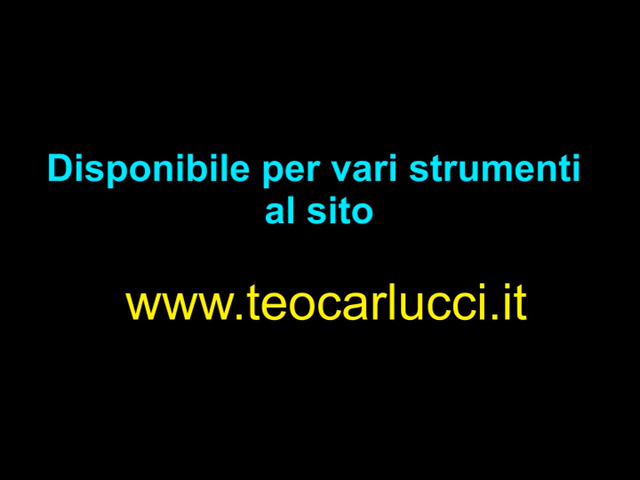 Disponibile per vari strumenti
al sito
www.teocarlucci.it